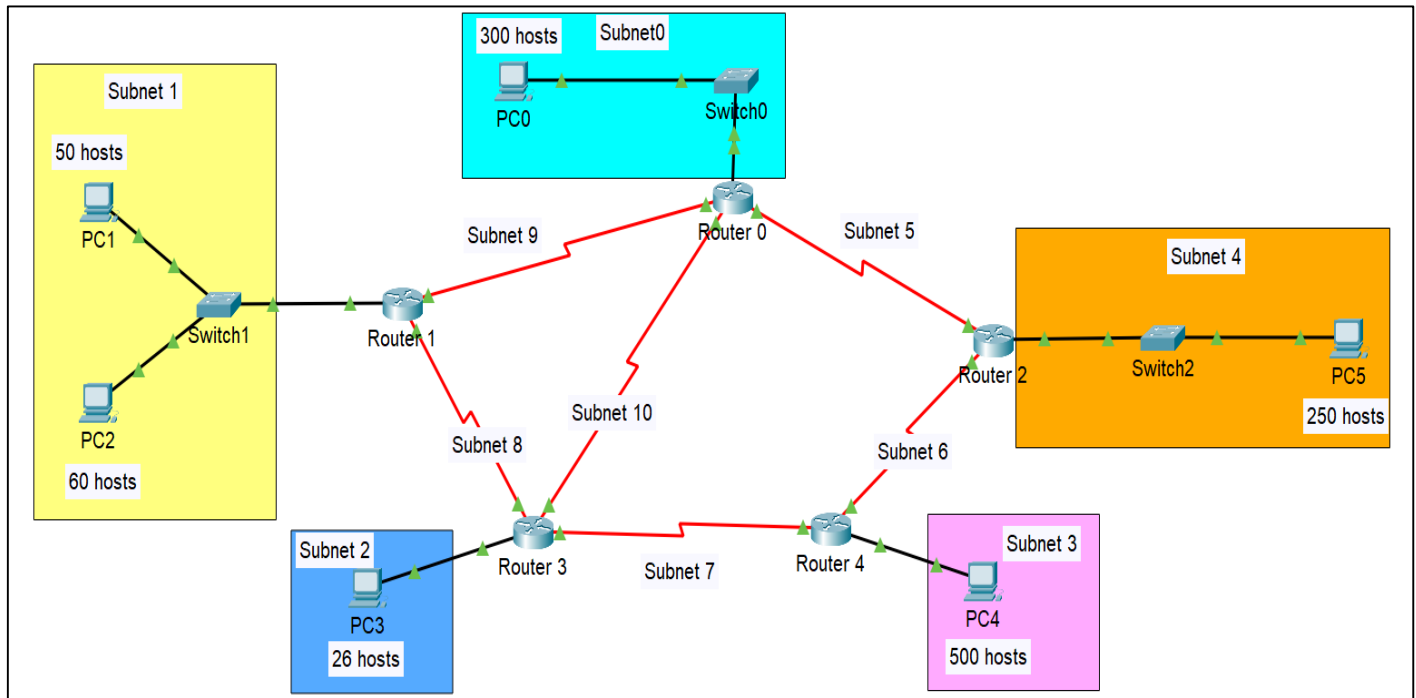 300 hosts
Subnet0
PC0
Switch0
Subnet 1
50 hosts
PC1
Switch1
PC2
60 hosts
Subnet 9
Router 0
Subnet 5
Router 1
Subnet 4
Router 2
Switch2
PC5
250 hosts
Subnet 8
Subnet 10
Subnet 6
Subnet 2
PC3
26 hosts
Router 3
Subnet 7
Router 4
Subnet 3
PC4
500 hosts